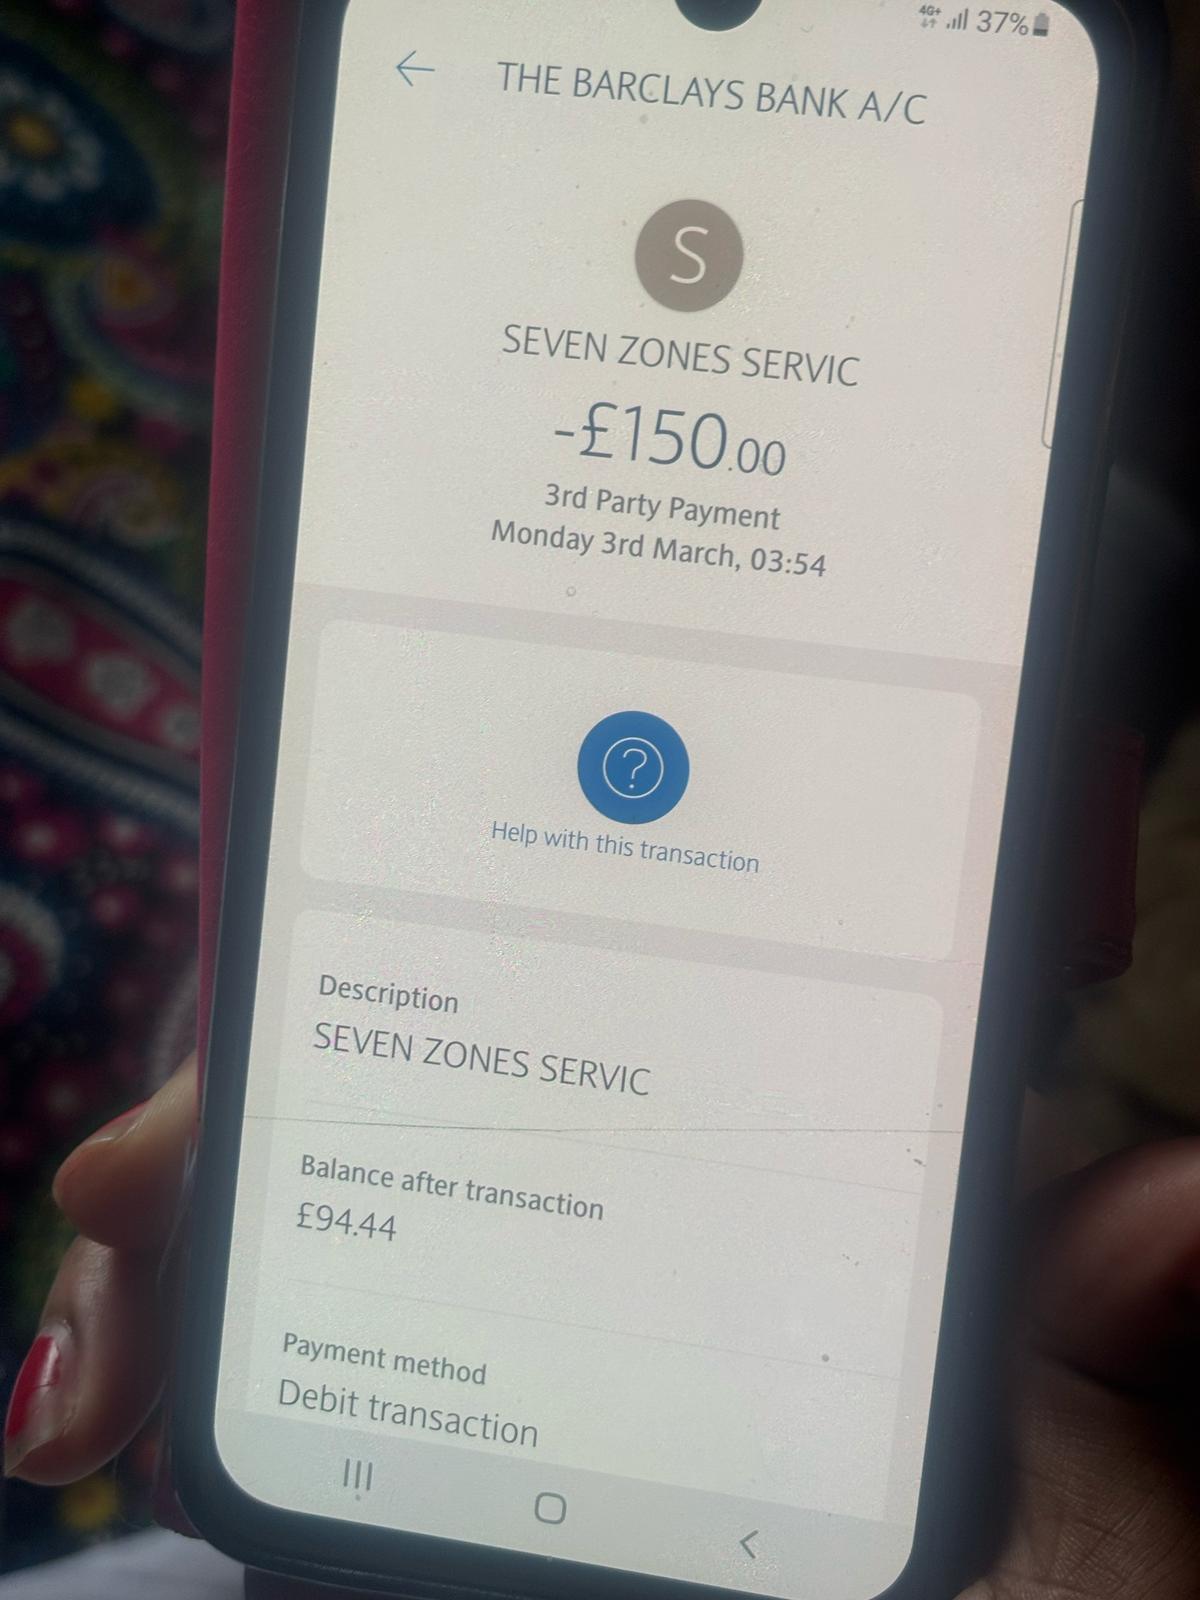 4G+ 37%
THE BARCLAYS BANK A/C
S
SEVEN ZONES SERVIC
-£150.00
3rd Party Payment
Monday 3rd March, 03:54
?
Help with this transaction
Description
SEVEN ZONES SERVIC
Balance after transaction
£94.44
Payment method
Debit transaction